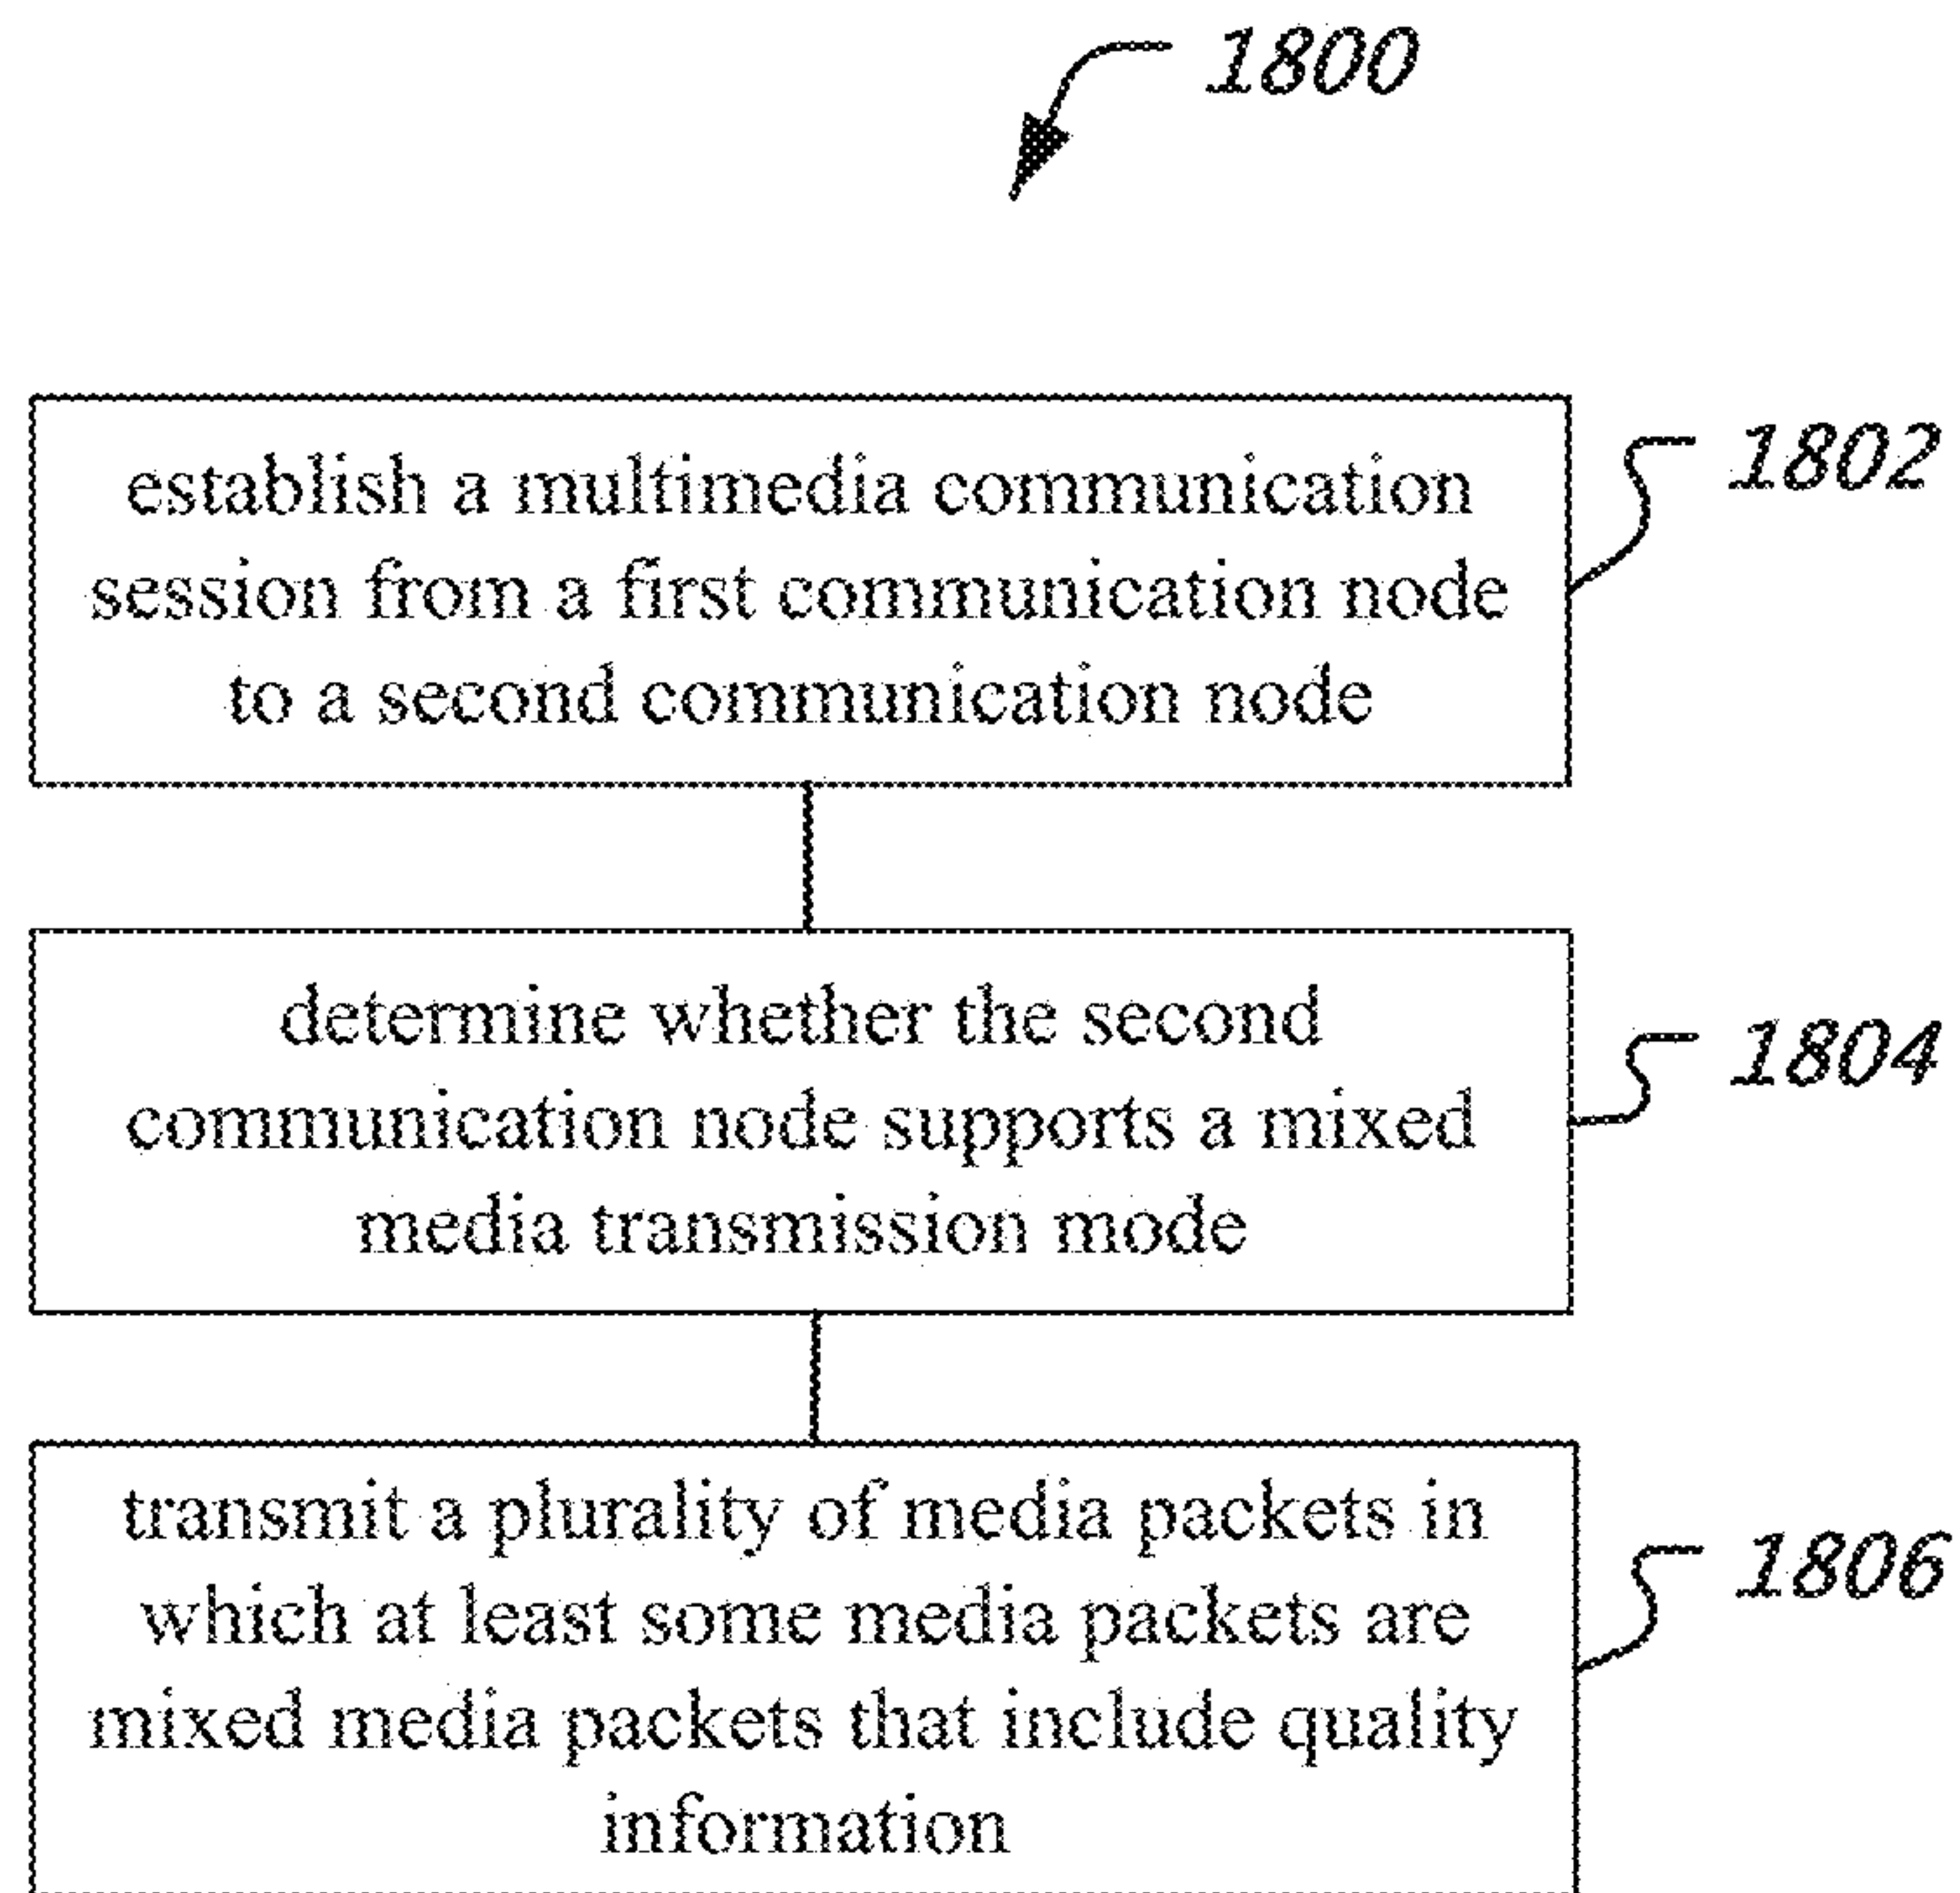 1800
establish a multimedia communication
session from a first communication node
to a second communication node
1802
determine whether the second
communication node supports a mixed
media transmission mode
1804
transmit a plurality of media packets in
which at least some media packets are
mixed media packets that include quality
information
1806